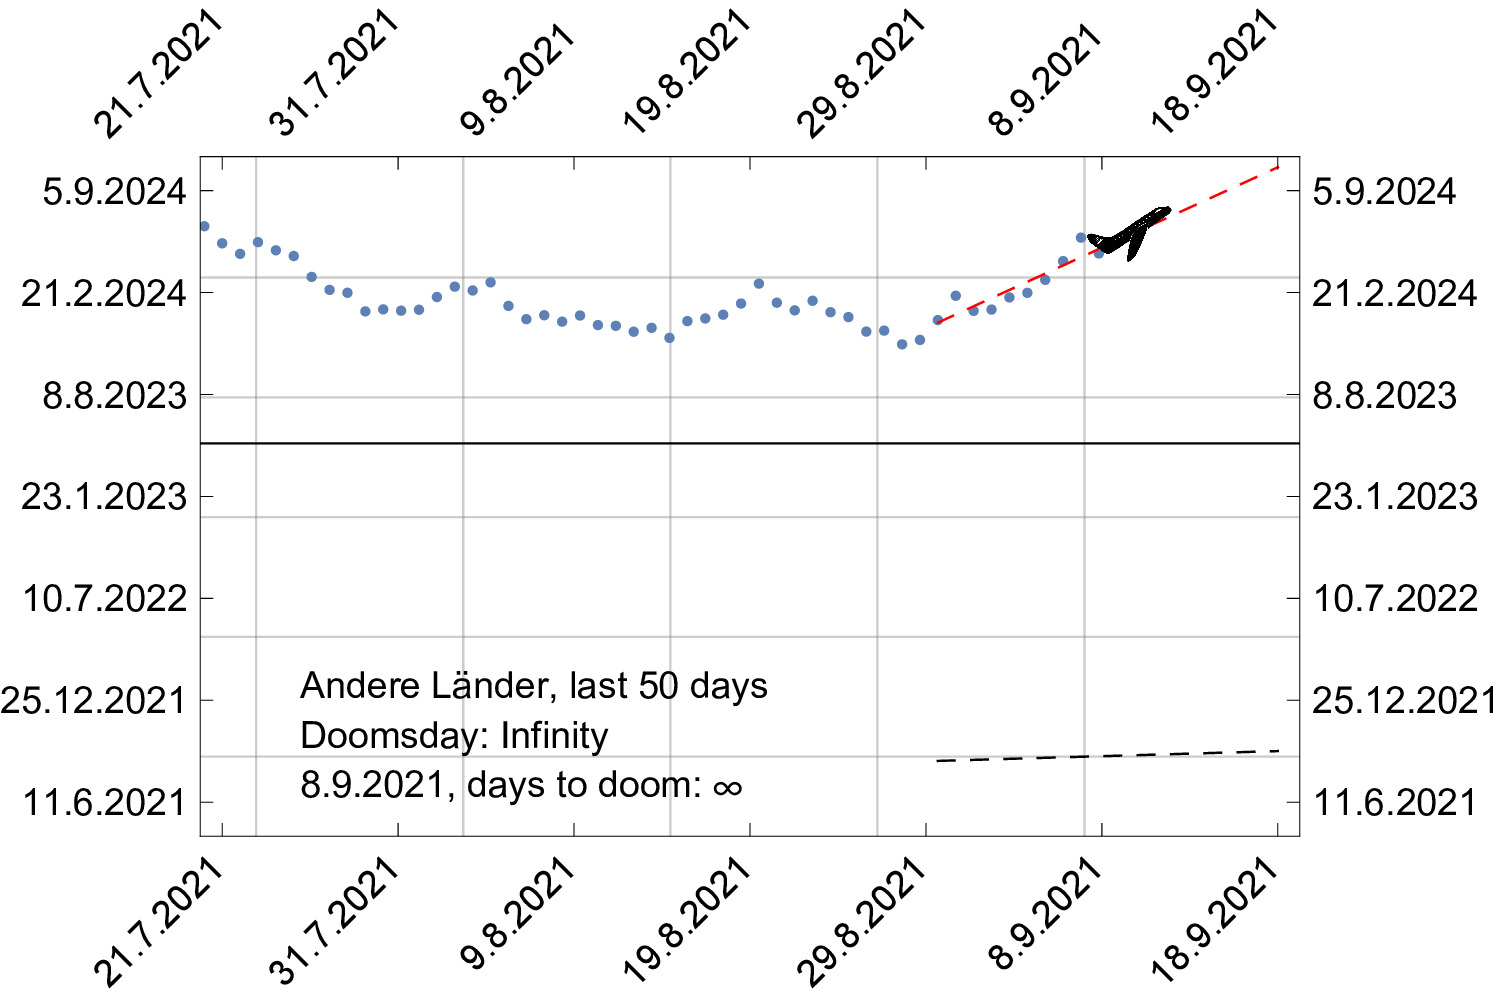 21.7.2021 31.7.2021 9.8.2021 19.8.2021 29.8.2021 8.9.2021 18.9.2021
5.9.2024 5.9.2024
21.2.2024 21.2.2024
8.8.2023 8.8.2023
23.1.2023 23.1.2023
10.7.2022 10.7.2022
Andere Länder, last 50 days
25.12.2021 25.12.2021
Doomsday: Infinity
8.9.2021, days to doom: ∞
11.6.2021 11.6.2021
21.7.2021 31.7.2021 9.8.2021 19.8.2021 29.8.2021 8.9.2021 18.9.2021